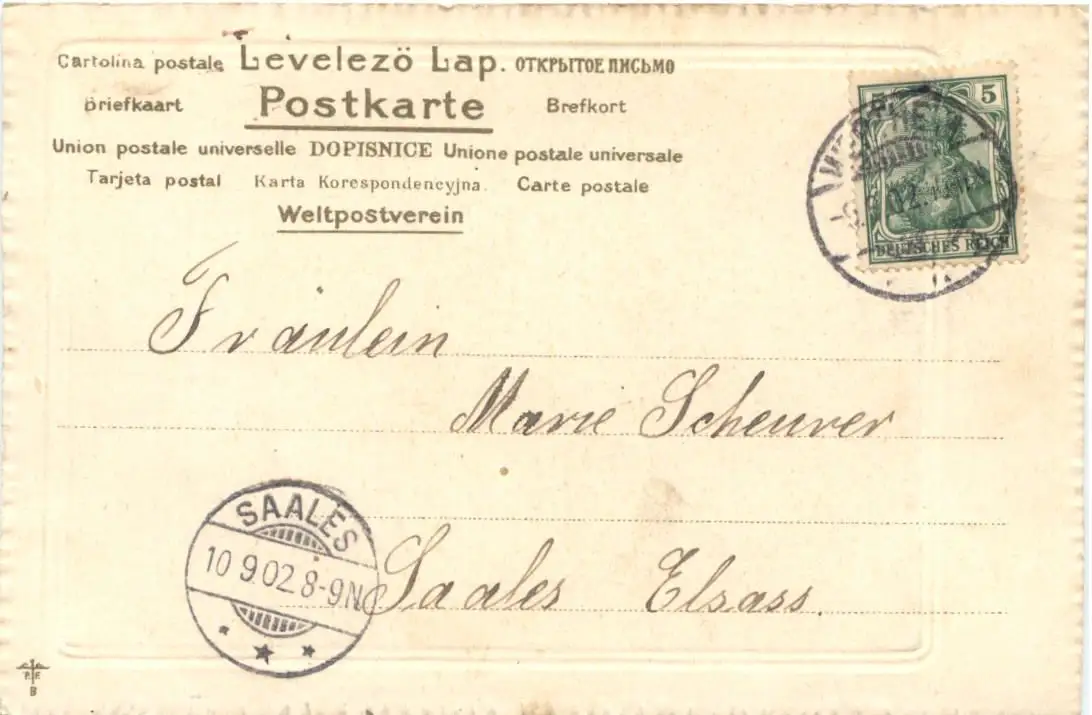 Cartolina postale Levelezö Lap. ОТКРЫТОЕ ПИСЬМО
Briefkaart Postkarte Brefkort
Union postale universelle DOPISNICE Unione postale universale
Tarjeta postal Karta Korespondencyjna. Carte postale
Weltpostverein
5
DEUTSCHES REICH
Fräulein
Marie Scheurer
SAALES
10 9.02 8-9N
Saales Elsass.
P.F.
B